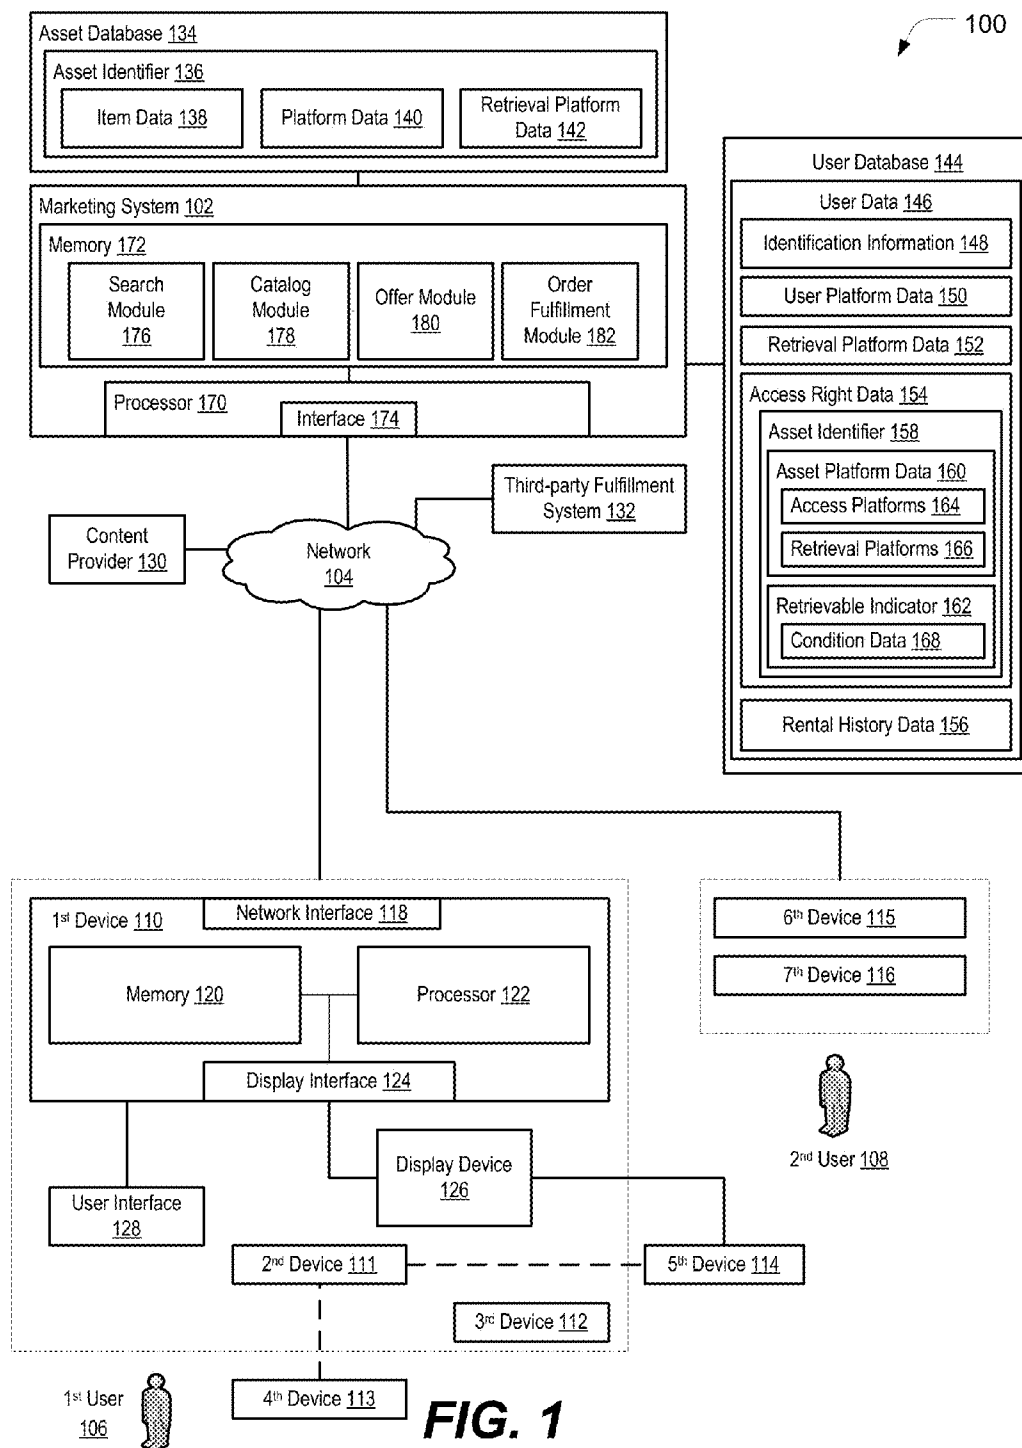 100
Asset Database 134
Asset Identifier 136
Item Data 138
Platform Data 140
Retrieval Platform
Data 142
Marketing System 102
Memory 172
Search
Module
176
Catalog
Module
178
Offer Module
180
Order
Fulfillment
Module 182
Processor 170
Interface 174
User Database 144
User Data 146
Identification Information 148
User Platform Data 150
Retrieval Platform Data 152
Access Right Data 154
Asset Identifier 158
Asset Platform Data 160
Access Platforms 164
Retrieval Platforms 166
Retrievable Indicator 162
Condition Data 168
Rental History Data 156
Third-party Fulfillment
System 132
Content
Provider 130
Network
104
1st Device 110
Network Interface 118
Memory 120
Processor 122
Display Interface 124
6th Device 115
7th Device 116
2nd User 108
Display Device
126
User Interface
128
2nd Device 111
5th Device 114
3rd Device 112
4th Device 113
1st User
106
FIG. 1